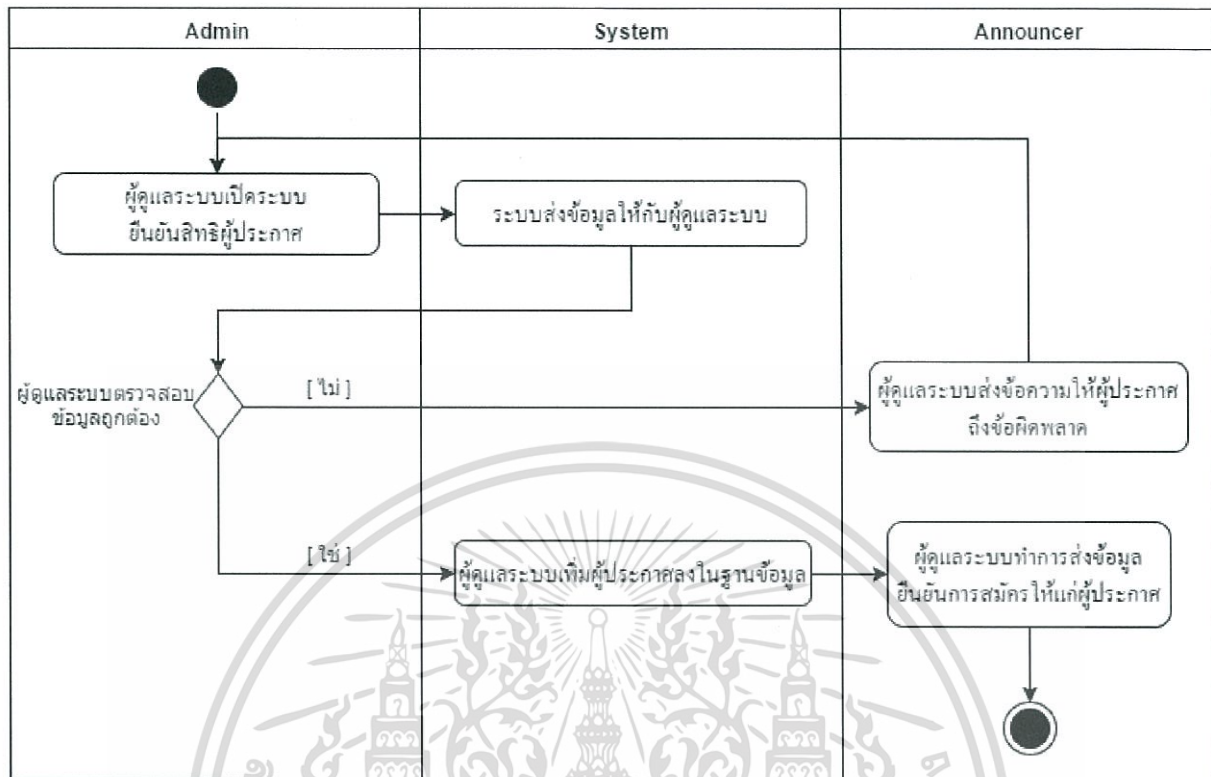 Admin
System
Announcer
ผู้ดูแลระบบเปิดระบบ
ยืนยันสิทธิผู้ประกาศ
ระบบส่งข้อมูลให้กับผู้ดูแลระบบ
ผู้ดูแลระบบตรวจสอบ
ข้อมูลถูกต้อง
[ ไม่ ]
ผู้ดูแลระบบส่งข้อความให้ผู้ประกาศ
ถึงข้อผิดพลาด
[ ใช่ ]
ผู้ดูแลระบบเพิ่มผู้ประกาศลงในฐานข้อมูล
ผู้ดูแลระบบทำการส่งข้อมูล
ยืนยันการสมัครให้แก่ผู้ประกาศ